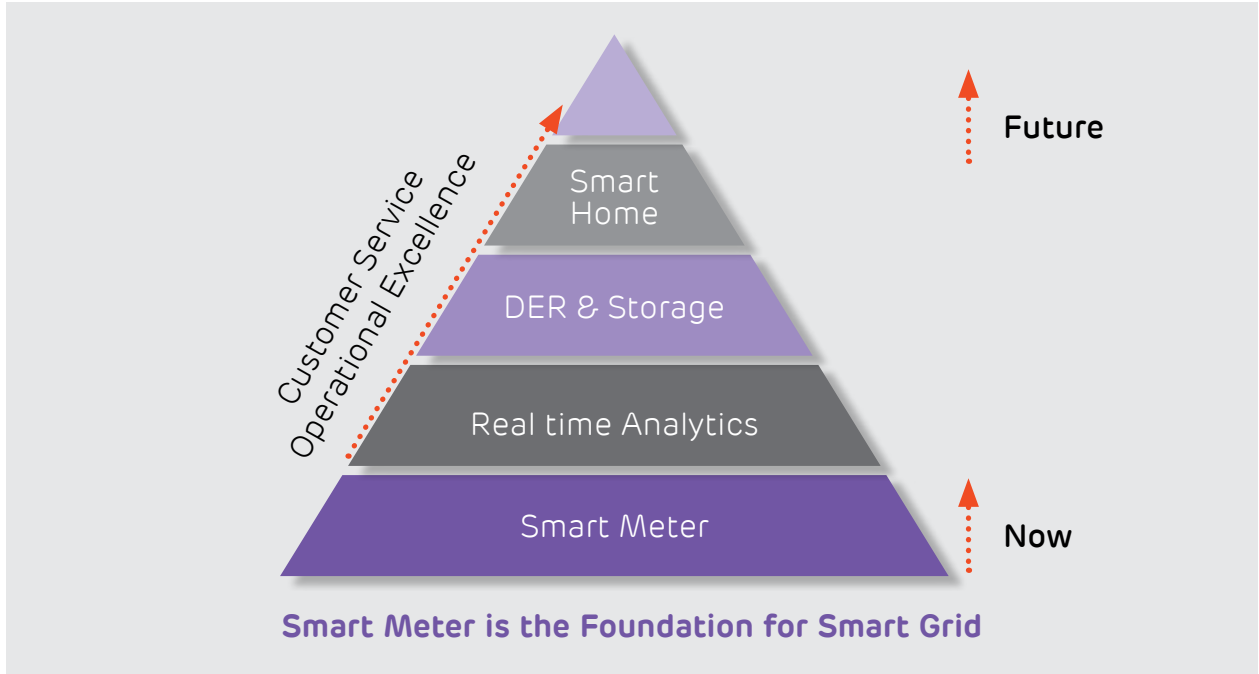 Future
Smart
Home
Customer Service
Operational Excellence
DER & Storage
Real time Analytics
Smart Meter
Now
Smart Meter is the Foundation for Smart Grid